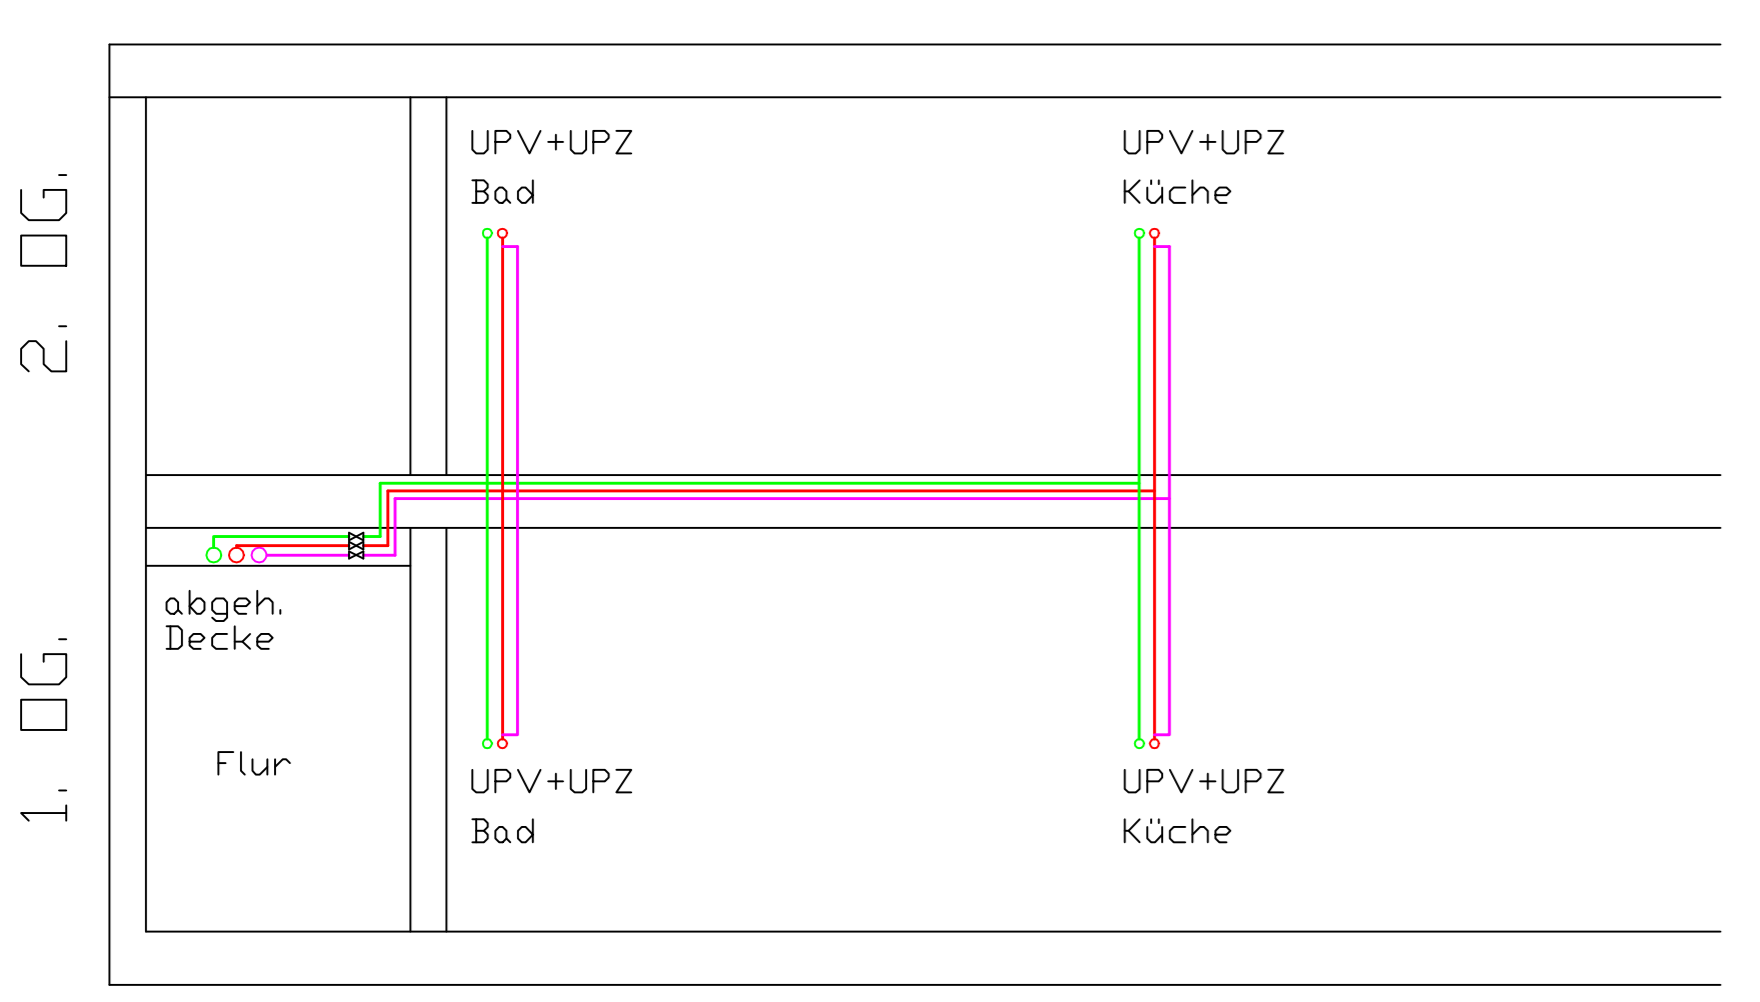 2. OG.
UPV+UPZ
Bad
UPV+UPZ
Küche
1. OG.
abgeh.
Decke
Flur
UPV+UPZ
Bad
UPV+UPZ
Küche